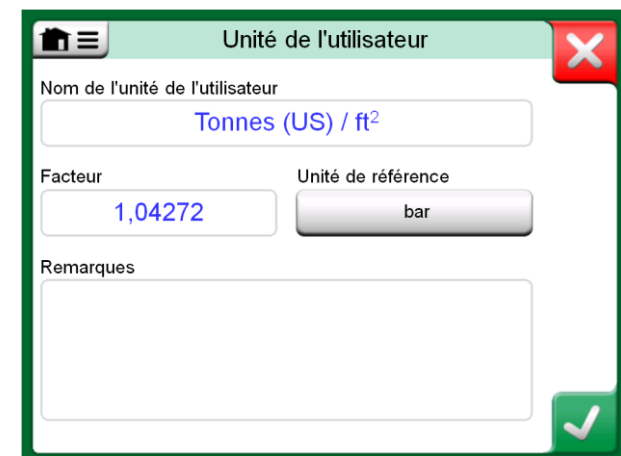 Unité de l'utilisateur
Nom de l'unité de l'utilisateur
Tonnes (US) / ft²
Facteur
Unité de référence
1,04272
bar
Remarques